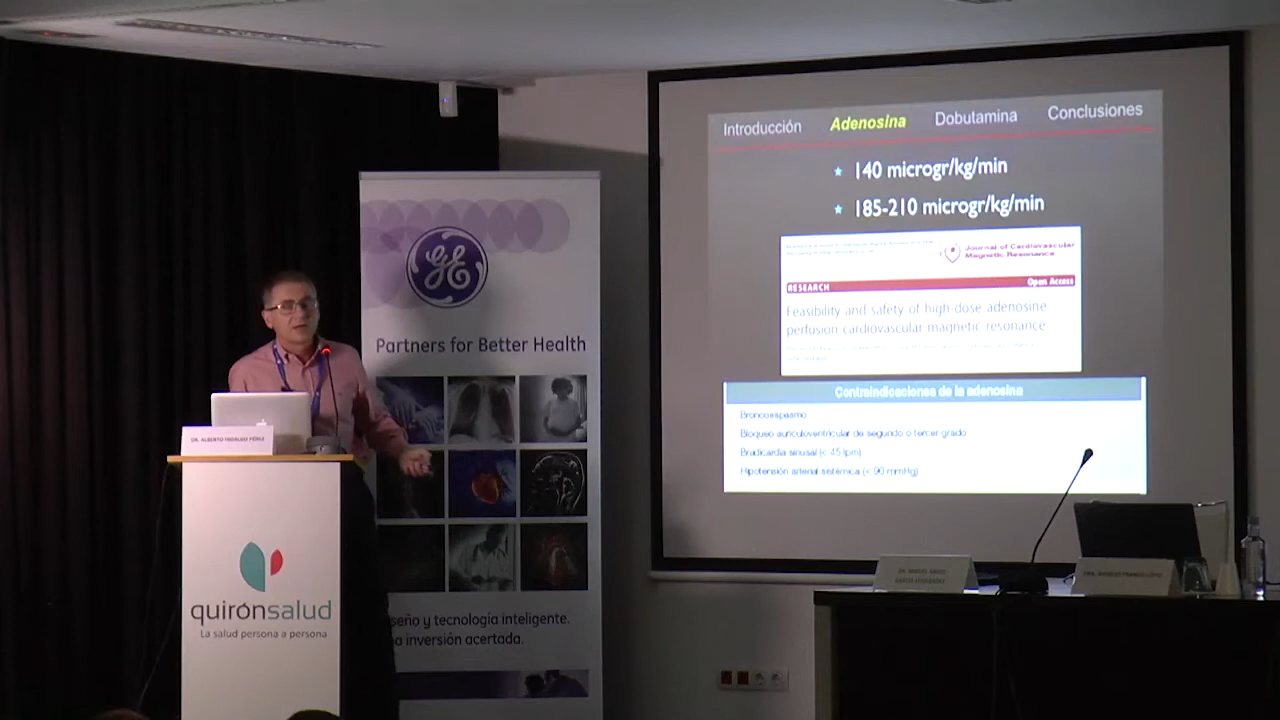 Introducción Adenosina Dobutamina Conclusiones
140 microgr/kg/min
185-210 microgr/kg/min
Journal of Cardiovascular
Magnetic Resonance
RESEARCH Open Access
Feasibility and safety of high-dose adenosine
perfusion cardiovascular magnetic resonance
Contraindicaciones de la adenosina
Broncoespasmo
Bloqueo auriculoventricular de segundo o tercer grado
Bradicardia sinusal (< 45 lpm)
Hipotensión arterial sistémica (< 90 mmHg)
GE
Partners for Better Health
seño y tecnología inteligente.
a inversión acertada.
DR. ALBERTO HIDALGO PÉREZ
quirónsalud
La salud persona a persona